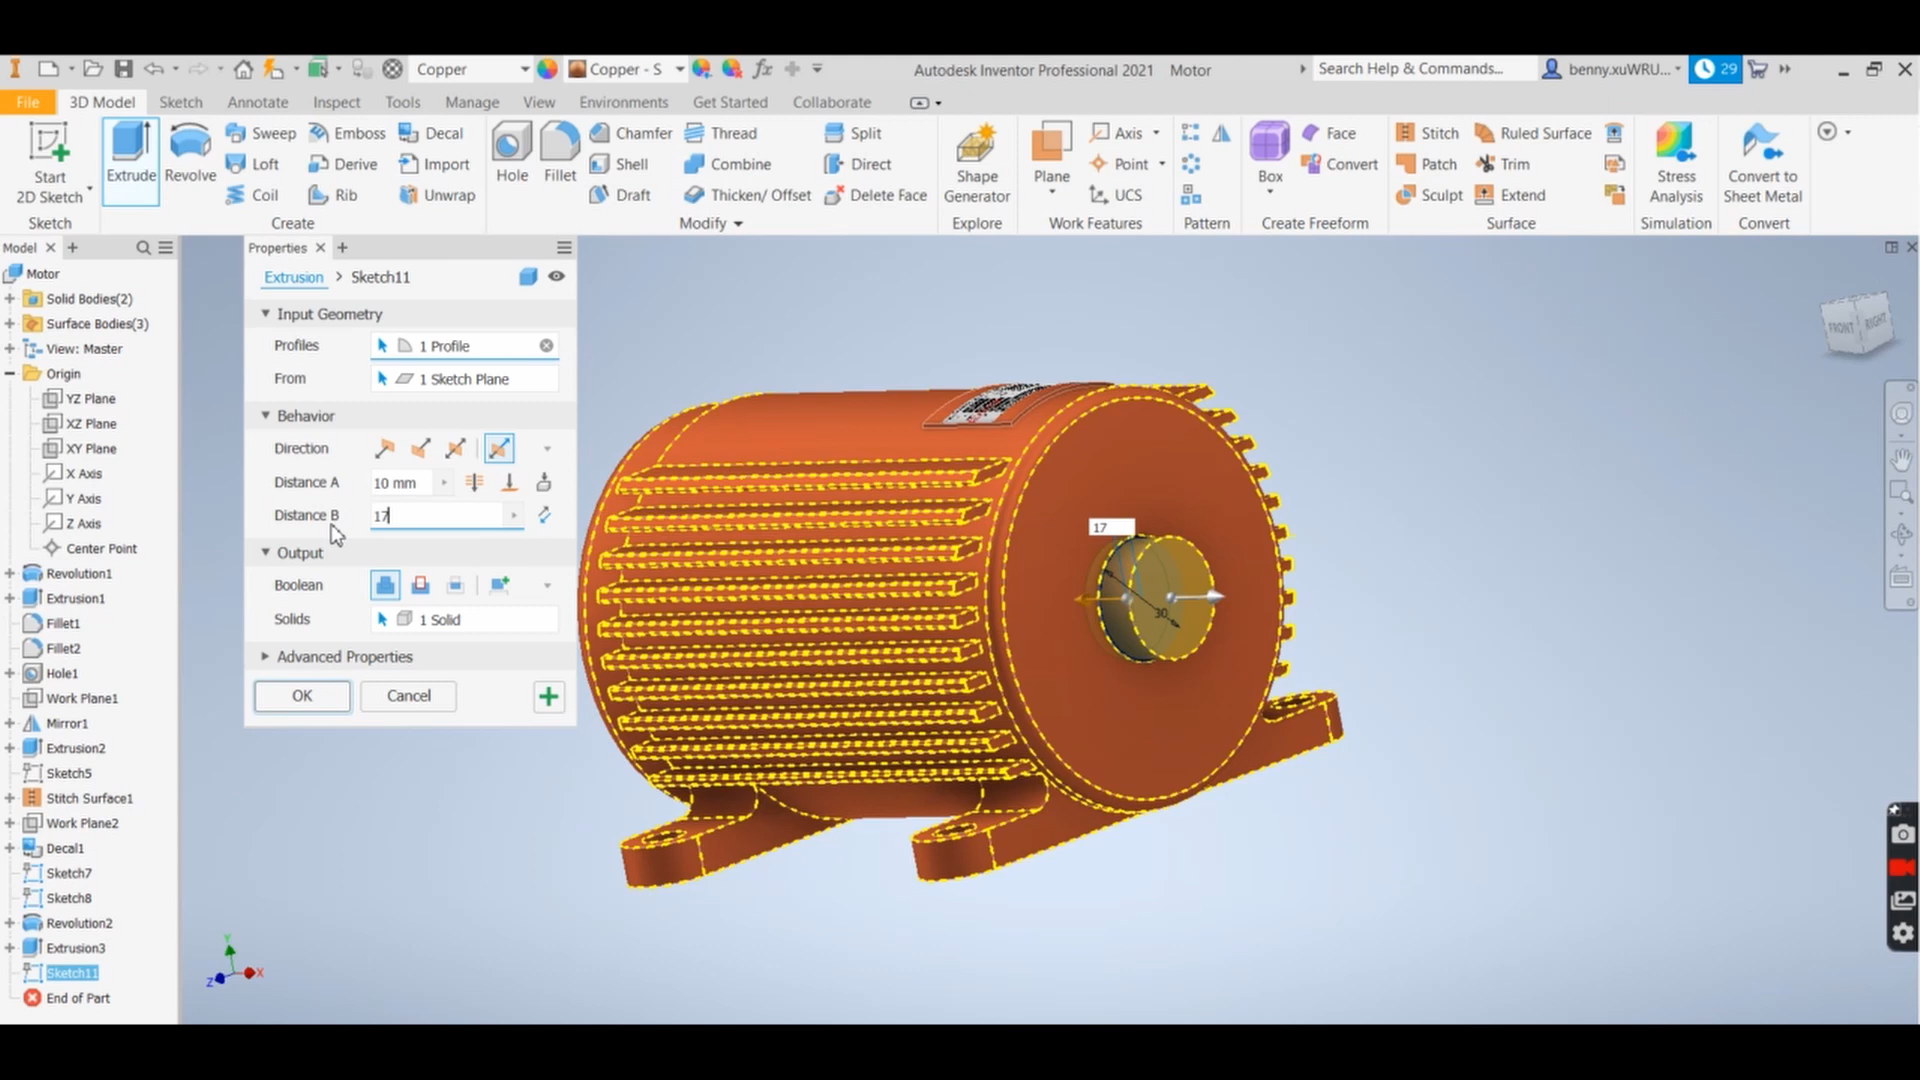 Copper
Copper - S
fx
Autodesk Inventor Professional 2021 Motor
Search Help & Commands...
benny.xuWRU...
29
File
3D Model
Sketch
Annotate
Inspect
Tools
Manage
View
Environments
Get Started
Collaborate
Start
2D Sketch
Sketch
Extrude
Revolve
Sweep
Loft
Coil
Emboss
Derive
Rib
Decal
Import
Unwrap
Create
Hole
Fillet
Chamfer
Shell
Draft
Thread
Combine
Thicken/ Offset
Split
Direct
Delete Face
Modify
Shape
Generator
Explore
Plane
Axis
Point
UCS
Work Features
Pattern
Box
Face
Convert
Create Freeform
Stitch
Patch
Sculpt
Ruled Surface
Trim
Extend
Surface
Stress
Analysis
Simulation
Convert to
Sheet Metal
Convert
Model
Motor
Solid Bodies(2)
Surface Bodies(3)
View: Master
Origin
YZ Plane
XZ Plane
XY Plane
X Axis
Y Axis
Z Axis
Center Point
Revolution1
Extrusion1
Fillet1
Fillet2
Hole1
Work Plane1
Mirror1
Extrusion2
Sketch5
Stitch Surface1
Work Plane2
Decal1
Sketch7
Sketch8
Revolution2
Extrusion3
Sketch11
End of Part
Properties
Extrusion > Sketch11
Input Geometry
Profiles 1 Profile
From 1 Sketch Plane
Behavior
Direction
Distance A 10 mm
Distance B 17
Output
Boolean
Solids 1 Solid
Advanced Properties
OK Cancel
17
30
FRONT RIGHT
Y
Z X